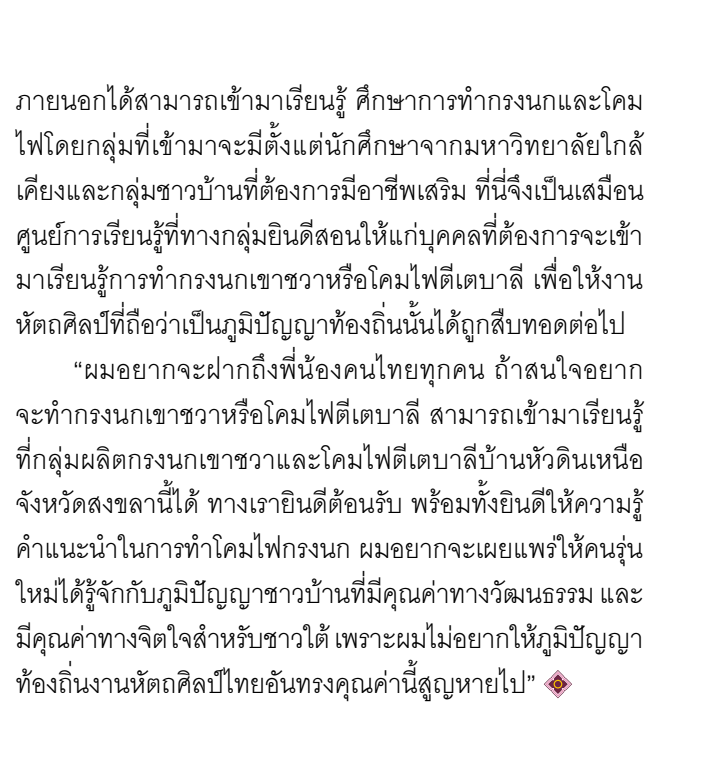 ภายนอกได้สามารถเข้ามาเรียนรู้ ศึกษาการทำกรงนกและโคม
ไฟโดยกลุ่มที่เข้ามาจะมีตั้งแต่นักศึกษาจากมหาวิทยาลัยใกล้
เคียงและกลุ่มชาวบ้านที่ต้องการมีอาชีพเสริม ที่นี่จึงเป็นเสมือน
ศูนย์การเรียนรู้ที่ทางกลุ่มยินดีสอนให้แก่บุคคลที่ต้องการจะเข้า
มาเรียนรู้การทำกรงนกเขาชวาหรือโคมไฟตีเตบาลี เพื่อให้งาน
หัตถศิลป์ที่ถือว่าเป็นภูมิปัญญาท้องถิ่นนั้นได้ถูกสืบทอดต่อไป
“ผมอยากจะฝากถึงพี่น้องคนไทยทุกคน ถ้าสนใจอยาก
จะทำกรงนกเขาชวาหรือโคมไฟตีเตบาลี สามารถเข้ามาเรียนรู้
ที่กลุ่มผลิตกรงนกเขาชวาและโคมไฟตีเตบาลีบ้านหัวดินเหนือ
จังหวัดสงขลานี้ได้ ทางเรายินดีต้อนรับ พร้อมทั้งยินดีให้ความรู้
คำแนะนำในการทำโคมไฟกรงนก ผมอยากจะเผยแพร่ให้คนรุ่น
ใหม่ได้รู้จักกับภูมิปัญญาชาวบ้านที่มีคุณค่าทางวัฒนธรรม และ
มีคุณค่าทางจิตใจสำหรับชาวใต้ เพราะผมไม่อยากให้ภูมิปัญญา
ท้องถิ่นงานหัตถศิลป์ไทยอันทรงคุณค่านี้สูญหายไป”